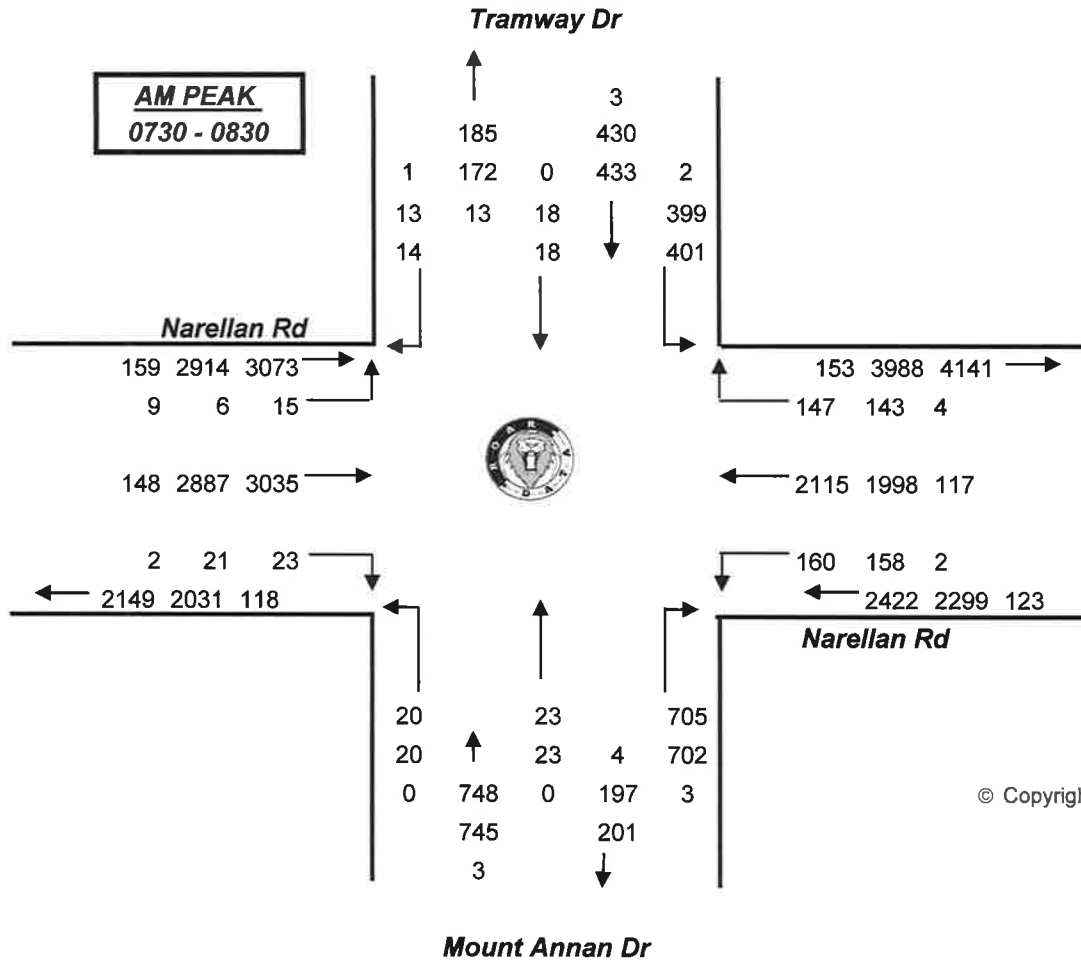 Tramway Dr
AM PEAK
0730 - 0830
3
185 430
1 172 0 433 2
13 13 18 399
14 18 401
Narellan Rd
159 2914 3073 153 3988 4141
9 6 15 147 143 4
148 2887 3035 2115 1998 117
2 21 23 160 158 2
2149 2031 118 2422 2299 123
Narellan Rd
20 23 705
20 23 4 702
0 748 0 197 3
© Copyrigh
745 201
3
Mount Annan Dr